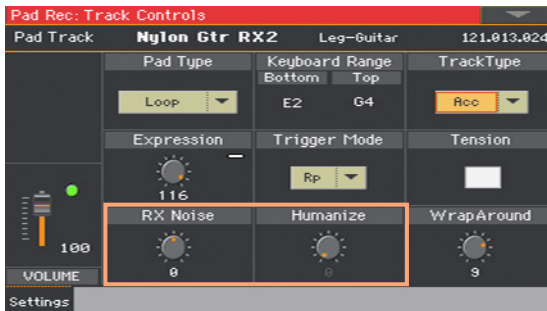 Pad Rec: Track Controls
Pad Track Nylon Gtr RX2 Leg-Guitar 121.013.024
Pad Type Keyboard Range TrackType
Bottom Top
Loop E2 G4 Acc
Expression Trigger Mode Tension
Rp
116
RX Noise Humanize WrapAround
100
0 0 9
VOLUME
Settings